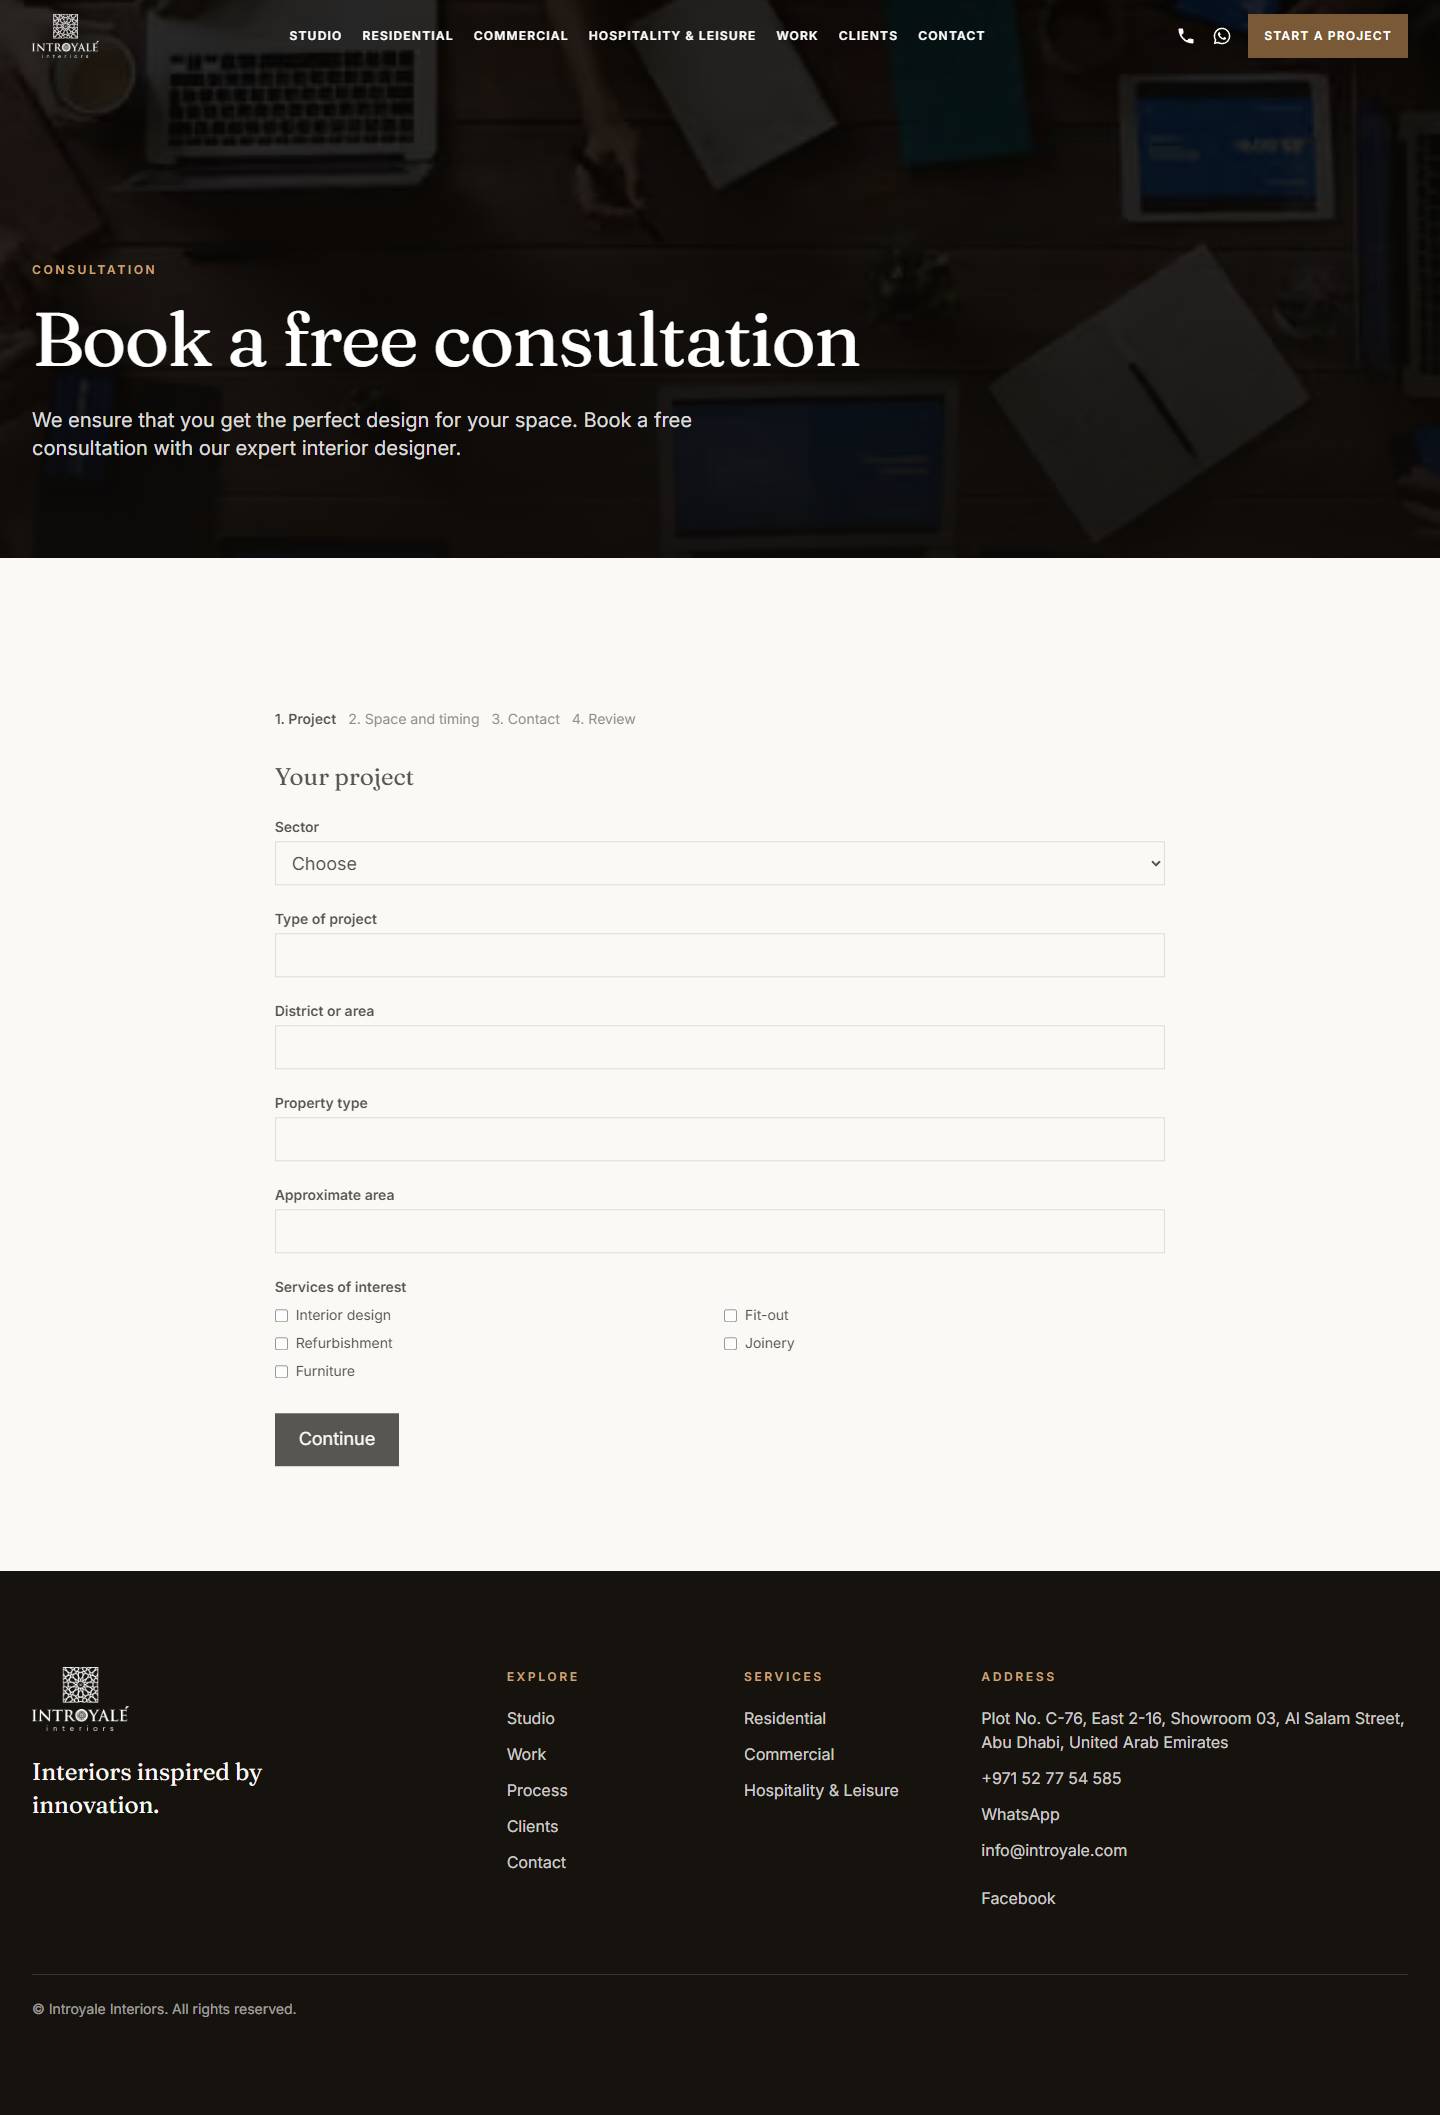 INTROYALÉ
interiors
STUDIO RESIDENTIAL COMMERCIAL HOSPITALITY & LEISURE WORK CLIENTS CONTACT
START A PROJECT
CONSULTATION
Book a free consultation
We ensure that you get the perfect design for your space. Book a free
consultation with our expert interior designer.
1. Project 2. Space and timing 3. Contact 4. Review
Your project
Sector
Choose
Type of project
District or area
Property type
Approximate area
Services of interest
Interior design
Fit-out
Refurbishment
Joinery
Furniture
Continue
INTROYALÉ
interiors
Interiors inspired by
innovation.
EXPLORE
Studio
Work
Process
Clients
Contact
SERVICES
Residential
Commercial
Hospitality & Leisure
ADDRESS
Plot No. C-76, East 2-16, Showroom 03, Al Salam Street,
Abu Dhabi, United Arab Emirates
+971 52 77 54 585
WhatsApp
info@introyale.com
Facebook
© Introyale Interiors. All rights reserved.